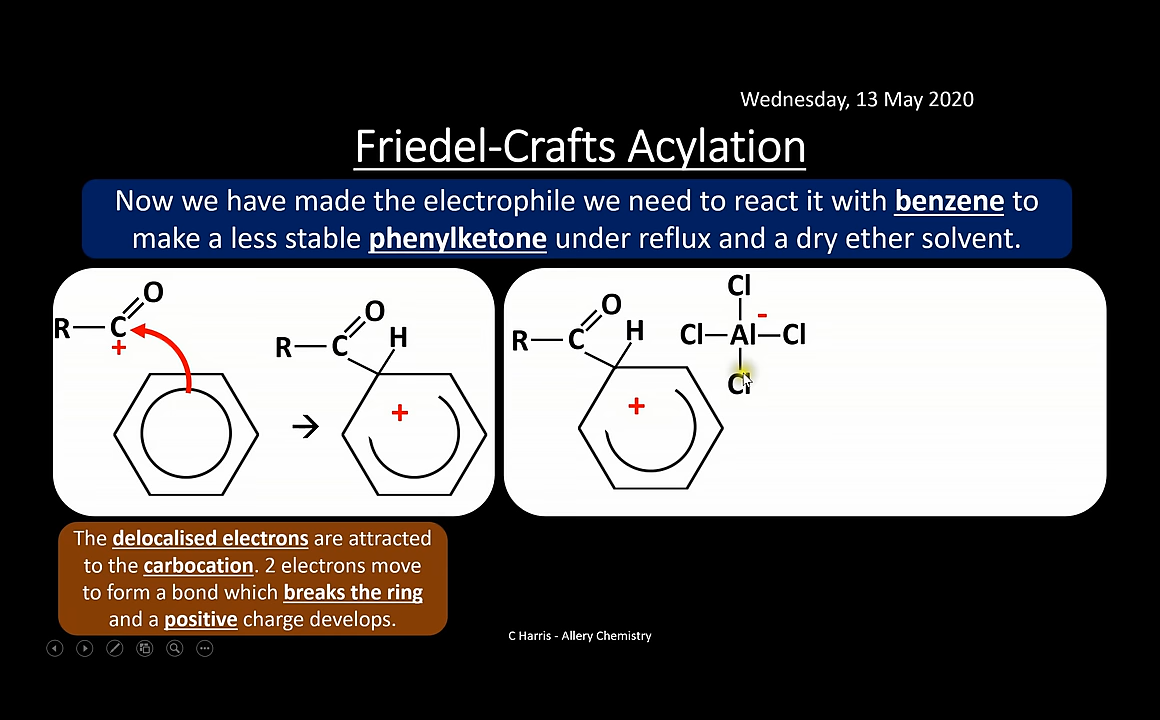 Wednesday, 13 May 2020
Friedel-Crafts Acylation
Now we have made the electrophile we need to react it with benzene to
make a less stable phenylketone under reflux and a dry ether solvent.
R C O
+
R C O H
+
→
R C O H
+
Cl
Cl Al Cl
-
Cl
The delocalised electrons are attracted
to the carbocation. 2 electrons move
to form a bond which breaks the ring
and a positive charge develops.
C Harris - Allery Chemistry